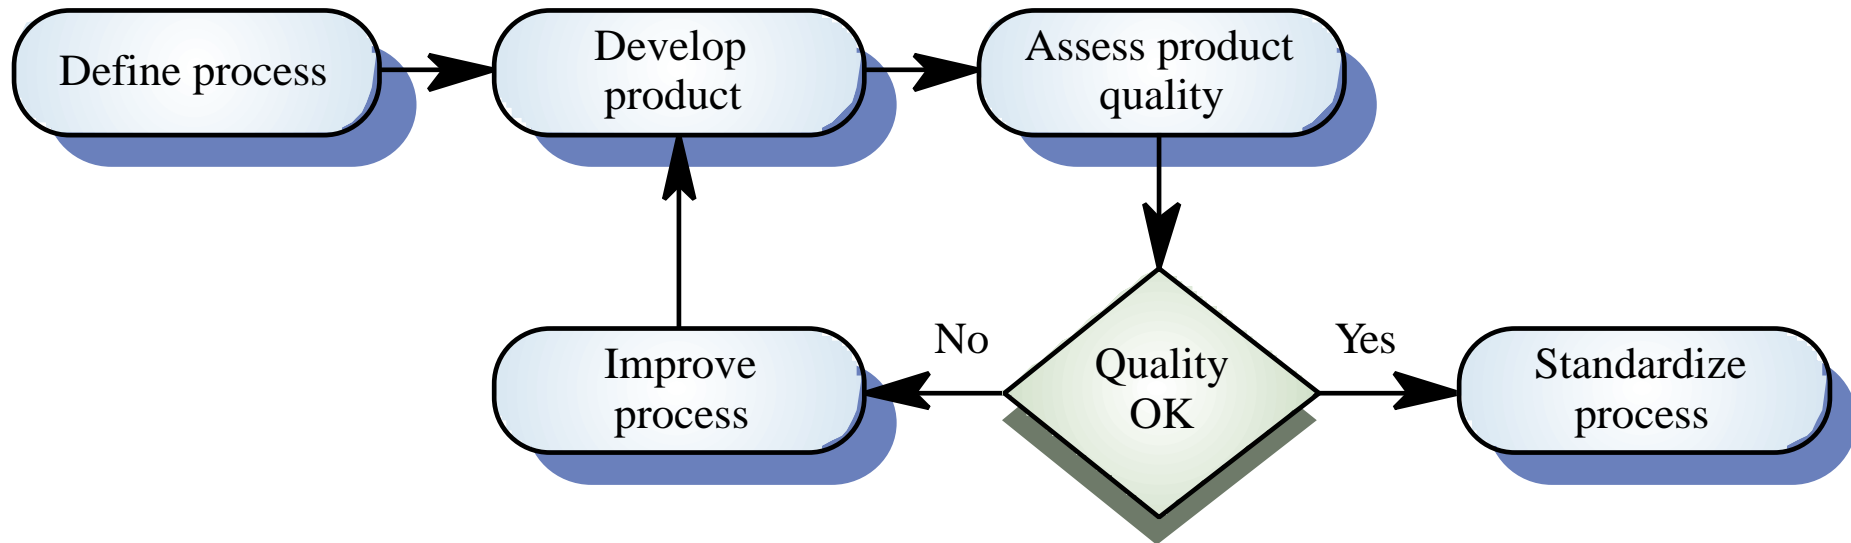 Define process
Develop
product
Assess product
quality
Improve
process
No
Quality
OK
Yes
Standardize
process